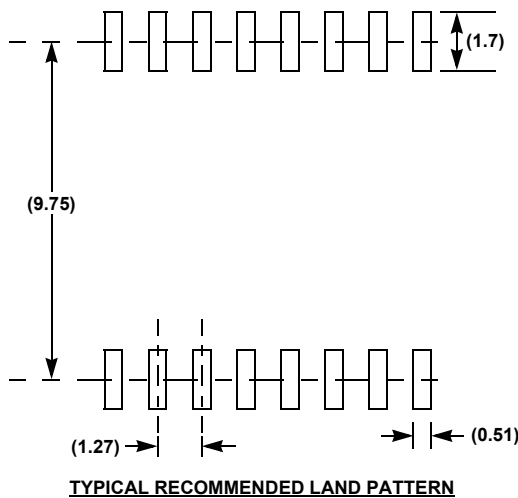 (1.7)
(9.75)
(1.27)
(0.51)
TYPICAL RECOMMENDED LAND PATTERN